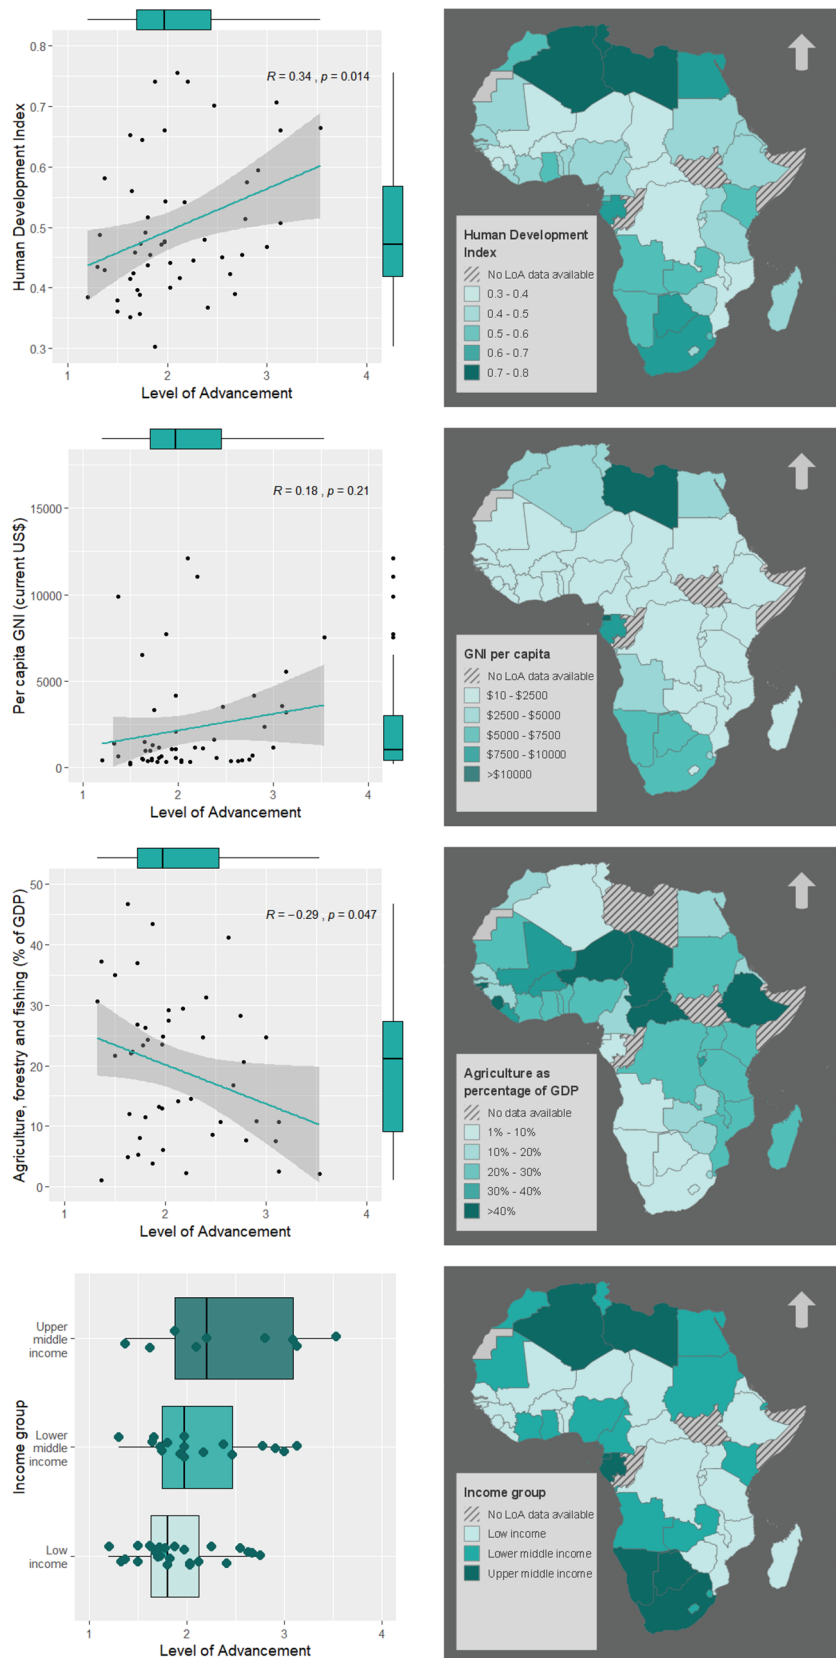 0.8
0.7
0.6
0.5
0.4
0.3
Human Development Index
R = 0.34 , p = 0.014
1 2 3 4
Level of Advancement
Human Development
Index
No LoA data available
0.3 - 0.4
0.4 - 0.5
0.5 - 0.6
0.6 - 0.7
0.7 - 0.8
15000
10000
5000
0
Per capita GNI (current US$)
R = 0.18 , p = 0.21
1 2 3 4
Level of Advancement
GNI per capita
No LoA data available
$10 - $2500
$2500 - $5000
$5000 - $7500
$7500 - $10000
>$10000
50
40
30
20
10
0
Agriculture, forestry and fishing (% of GDP)
R = −0.29 , p = 0.047
1 2 3 4
Level of Advancement
Agriculture as
percentage of GDP
No data available
1% - 10%
10% - 20%
20% - 30%
30% - 40%
>40%
Income group
Upper
middle
income
Lower
middle
income
Low
income
1 2 3 4
Level of Advancement
Income group
No LoA data available
Low income
Lower middle income
Upper middle income